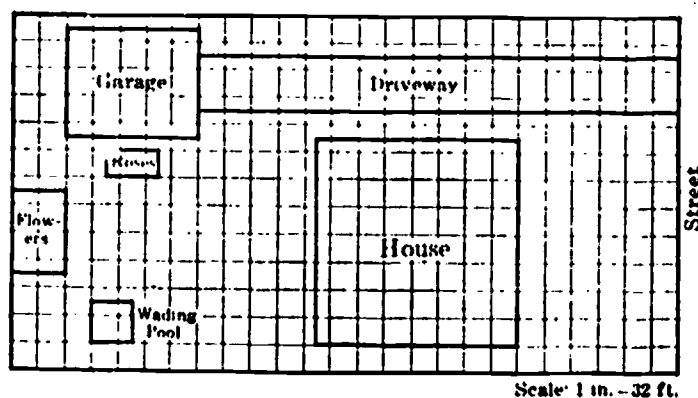 Garage
Driveway
Roses
Flow-
ers
House
Street
Wading
Pool
Scale: 1 in. - 32 ft.